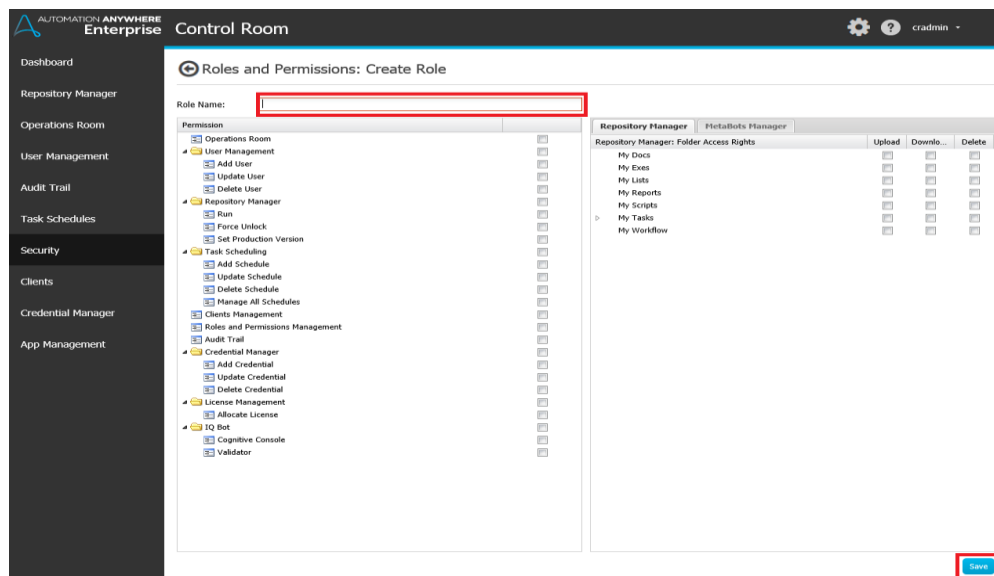 AUTOMATION ANYWHERE
Enterprise
Control Room
cradmin
Dashboard
Repository Manager
Operations Room
User Management
Audit Trail
Task Schedules
Security
Clients
Credential Manager
App Management
Roles and Permissions: Create Role
Role Name:
Permission
Operations Room
User Management
Add User
Update User
Delete User
Repository Manager
Run
Force Unlock
Set Production Version
Task Scheduling
Add Schedule
Update Schedule
Delete Schedule
Manage All Schedules
Clients Management
Roles and Permissions Management
Audit Trail
Credential Manager
Add Credential
Update Credential
Delete Credential
License Management
Allocate License
IQ Bot
Cognitive Console
Validator
Repository Manager MetaBots Manager
Repository Manager: Folder Access Rights Upload Downlo... Delete
My Docs
My Exes
My Lists
My Reports
My Scripts
My Tasks
My Workflow
Save